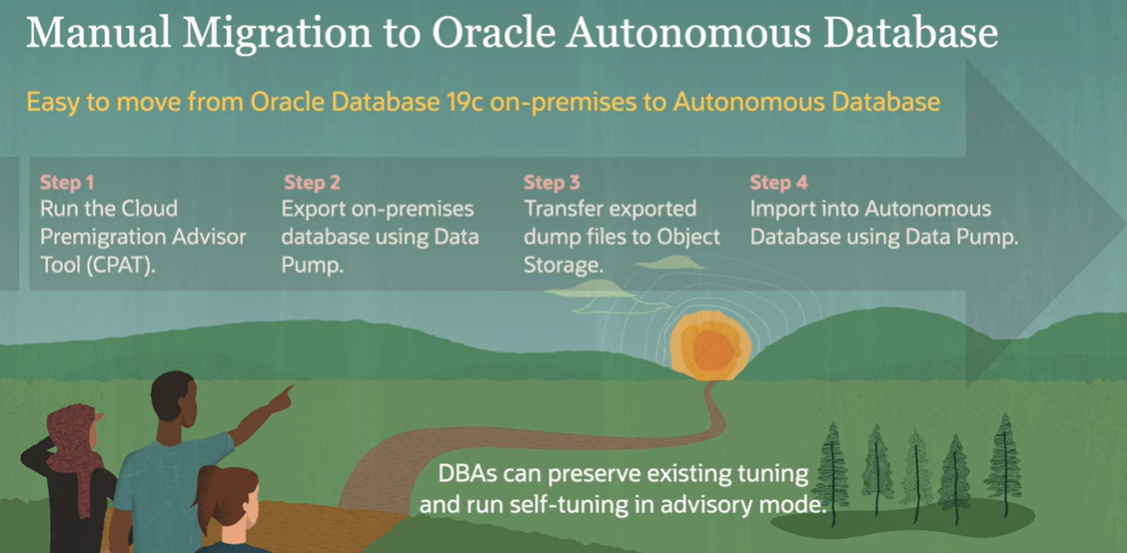 Manual Migration to Oracle Autonomous Database
Easy to move from Oracle Database 19c on-premises to Autonomous Database
Step 1
Run the Cloud
Premigration Advisor
Tool (CPAT).
Step 2
Export on-premises
database using Data
Pump.
Step 3
Transfer exported
dump files to Object
Storage.
Step 4
Import into Autonomous
Database using Data Pump.
DBAs can preserve existing tuning
and run self-tuning in advisory mode.